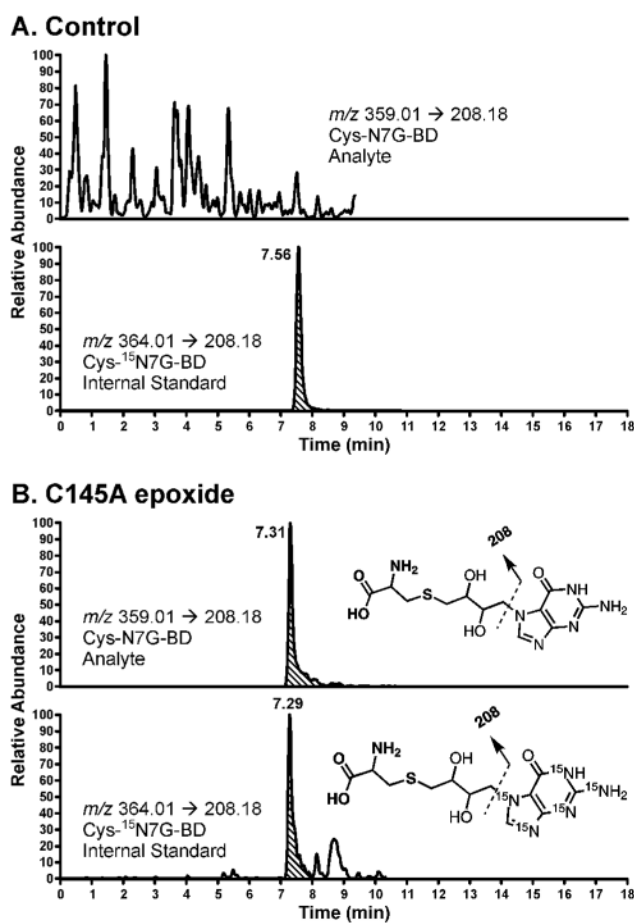 A. Control
100
90
80
70
60
50
40
30
20
10
0
m/z 359.01 → 208.18
Cys-N7G-BD
Analyte
Relative Abundance
100
90
80
70
60
50
40
30
20
10
0
7.56
m/z 364.01 → 208.18
Cys-¹⁵N7G-BD
Internal Standard
0 1 2 3 4 5 6 7 8 9 10 11 12 13 14 15 16 17 18
Time (min)
B. C145A epoxide
100
90
80
70
60
50
40
30
20
10
0
7.31
m/z 359.01 → 208.18
Cys-N7G-BD
Analyte
208
O NH₂ OH O NH
HO S N N NH₂
HO N
Relative Abundance
100
90
80
70
60
50
40
30
20
10
0
7.29
m/z 364.01 → 208.18
Cys-¹⁵N7G-BD
Internal Standard
208
O NH₂ OH O ¹⁵NH
HO S ¹⁵N ¹⁵N ¹⁵NH₂
HO ¹⁵N
0 1 2 3 4 5 6 7 8 9 10 11 12 13 14 15 16 17 18
Time (min)